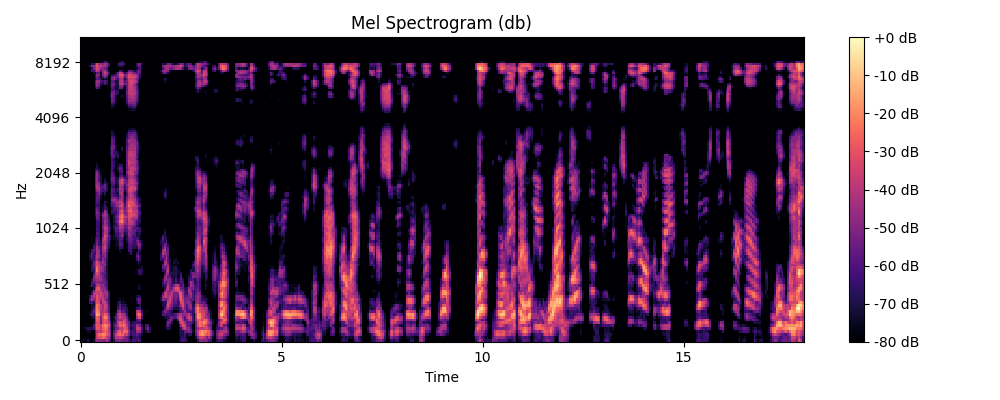 Mel Spectrogram (db)
8192
4096
2048
1024
512
0
Hz
0
5
10
15
Time
+0 dB
-10 dB
-20 dB
-30 dB
-40 dB
-50 dB
-60 dB
-70 dB
-80 dB